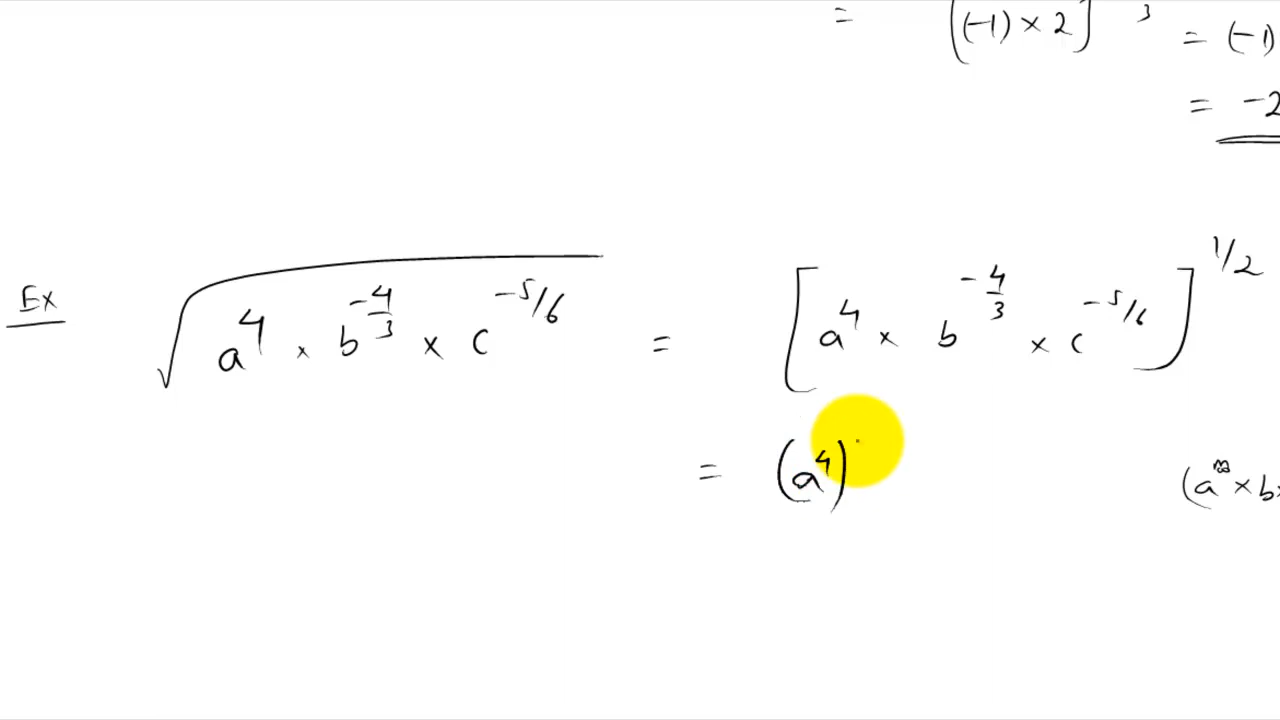 = ((-1) × 2] 3 = (-1)
= -2
Ex √(a^4 × b^(-4/3) × c^(-5/6)) = [a^4 × b^(-4/3) × c^(-5/6)]^(1/2)
= (a^4) (a^m × b×